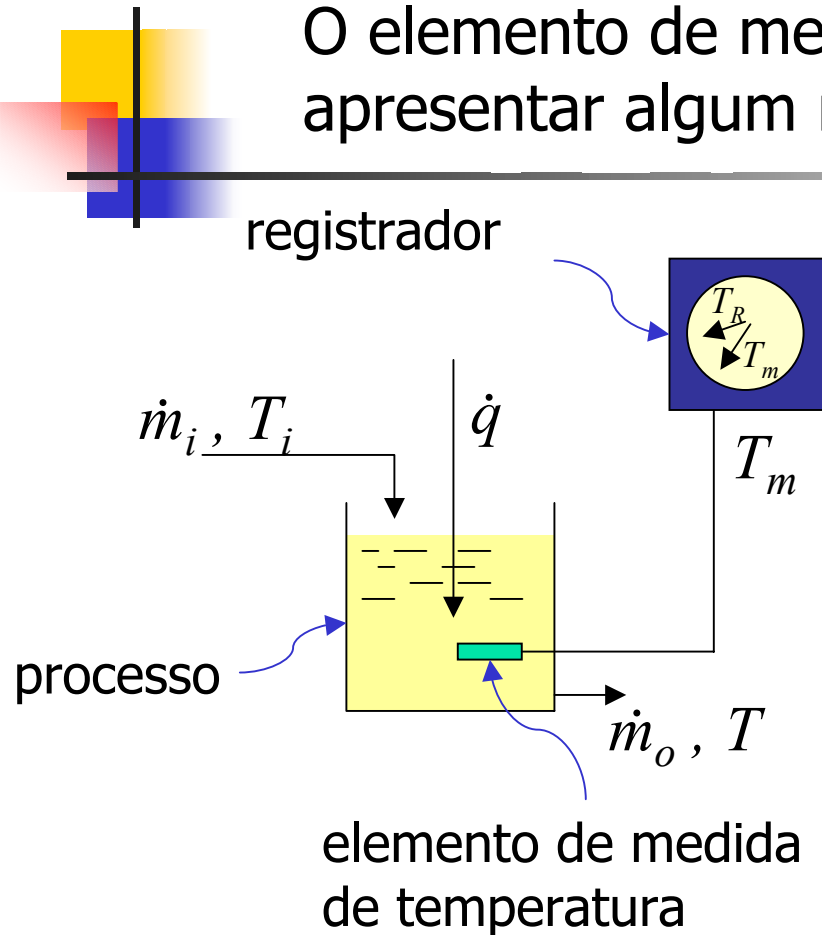 O elemento de me
apresentar algum
registrador
T_R
T_m
ṁ_i , T_i
q̇
T_m
processo
ṁ_o , T
elemento de medida
de temperatura